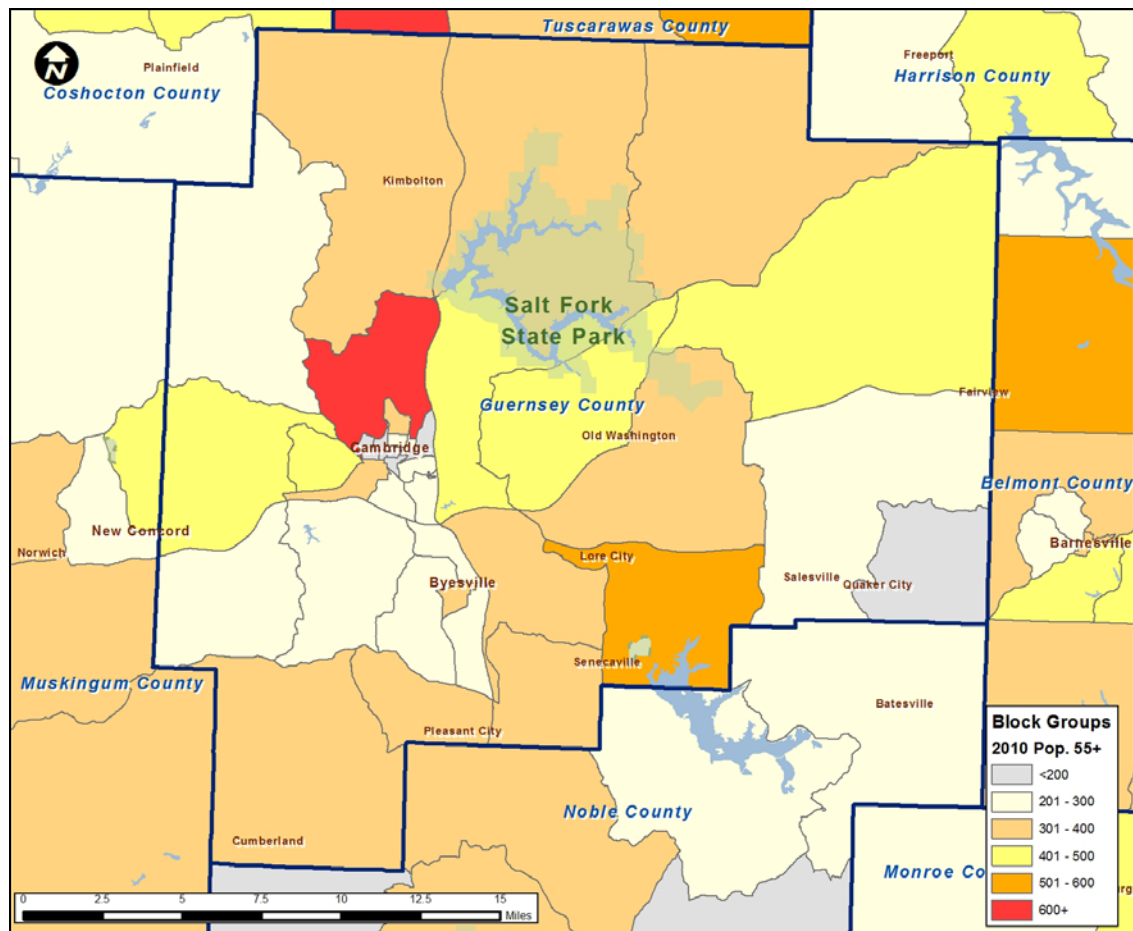 Tuscarawas County
N
Plainfield
Freeport
Harrison County
Coshocton County
Kimbolton
Salt Fork
State Park
Fairview
Guernsey County
Old Washington
Cambridge
Belmont County
New Concord
Norwich
Barnesville
Lore City
Byesville
Salesville
Quaker City
Senecaville
Muskingum County
Batesville
Pleasant City
Noble County
Cumberland
Monroe Co
Block Groups
2010 Pop. 55+
<200
201 - 300
301 - 400
401 - 500
501 - 600
600+
0 2.5 5 7.5 10 12.5 15
Miles